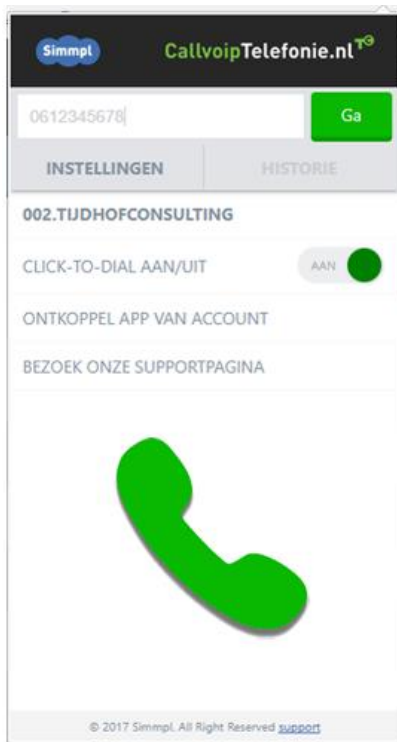 Simmpl
CallvoipTelefonie.nl TC
0612345678
Ga
INSTELLINGEN
HISTORIE
002.TIJDHOFCONSULTING
CLICK-TO-DIAL AAN/UIT
AAN
ONTKOPPEL APP VAN ACCOUNT
BEZOEK ONZE SUPPORTPAGINA
© 2017 Simmpl. All Right Reserved support